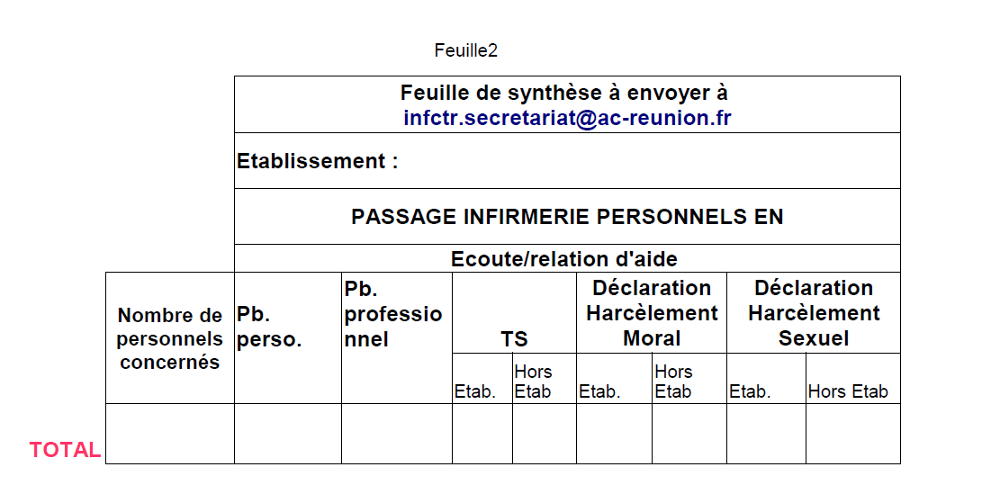 Feuille2
Feuille de synthèse à envoyer à
infctr.secretariat@ac-reunion.fr
Etablissement :
PASSAGE INFIRMERIE PERSONNELS EN
Ecoute/relation d'aide
Nombre de
personnels
concernés
Pb.
perso.
Pb.
professio
nnel
TS
Déclaration
Harcèlement
Moral
Déclaration
Harcèlement
Sexuel
Etab.
Hors
Etab
Etab.
Hors
Etab
Etab.
Hors Etab
TOTAL